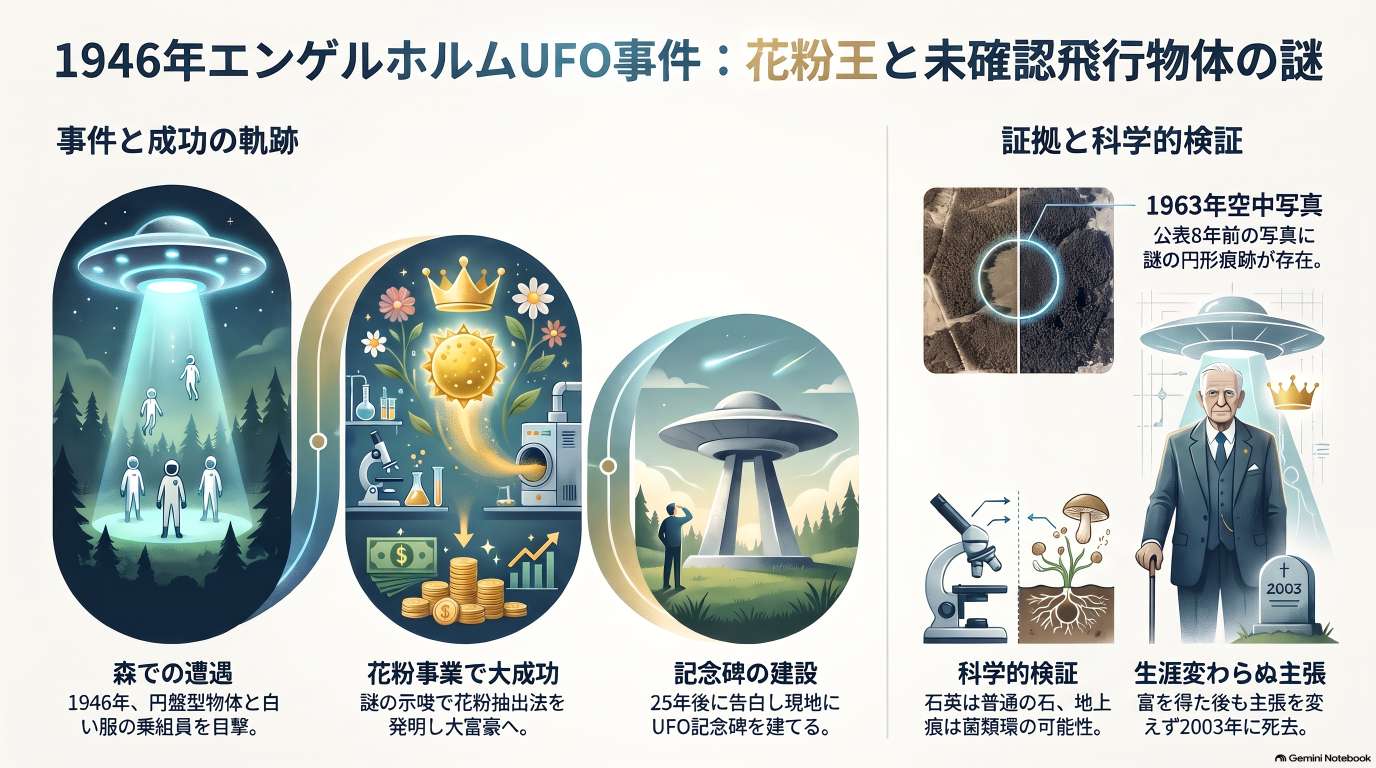 1946年エンゲルホルムUFO事件：花粉王と未確認飛行物体の謎
事件と成功の軌跡
森での遭遇
1946年、円盤型物体と白
い服の乗組員を目撃。
花粉事業で大成功
謎の示唆で花粉抽出法を
発明し大富豪へ。
記念碑の建設
25年後に告白し現地に
UFO記念碑を建てる。
証拠と科学的検証
1963年空中写真
公表8年前の写真に
謎の円形痕跡が存在。
科学的検証
石英は普通の石、地上
痕は菌類環の可能性。
2003
生涯変わらぬ主張
富を得た後も主張を変
えず2003年に死去。
Gemini Notebook